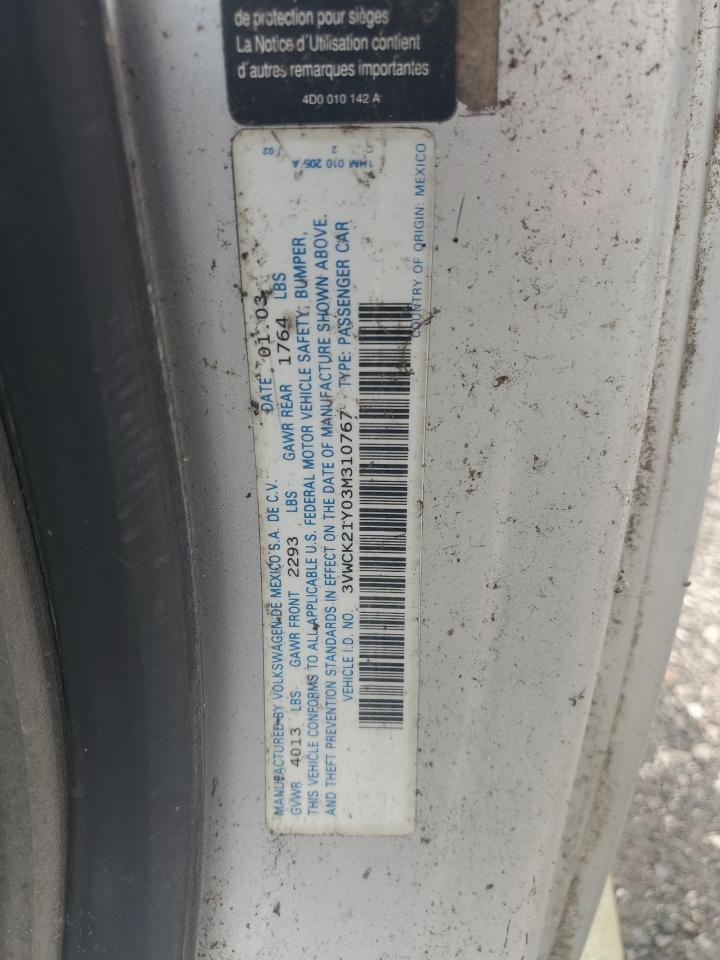 de protection pour sièges
La Notice d'Utilisation contient
d'autres remarques importantes
4D0 010 142 A
MANUFACTURED BY VOLKSWAGEN DE MEXICO S.A. DE C.V. DATE 01.03
GVWR 4013 LBS GAWR FRONT 2293 LBS GAWR REAR 1764 LBS
THIS VEHICLE CONFORMS TO ALL APPLICABLE U.S. FEDERAL MOTOR VEHICLE SAFETY, BUMPER,
AND THEFT PREVENTION STANDARDS IN EFFECT ON THE DATE OF MANUFACTURE SHOWN ABOVE.
VEHICLE I.D. NO. 3VWCK21Y03M310767 TYPE: PASSENGER CAR
COUNTRY OF ORIGIN: MEXICO
1HM 010 205 A